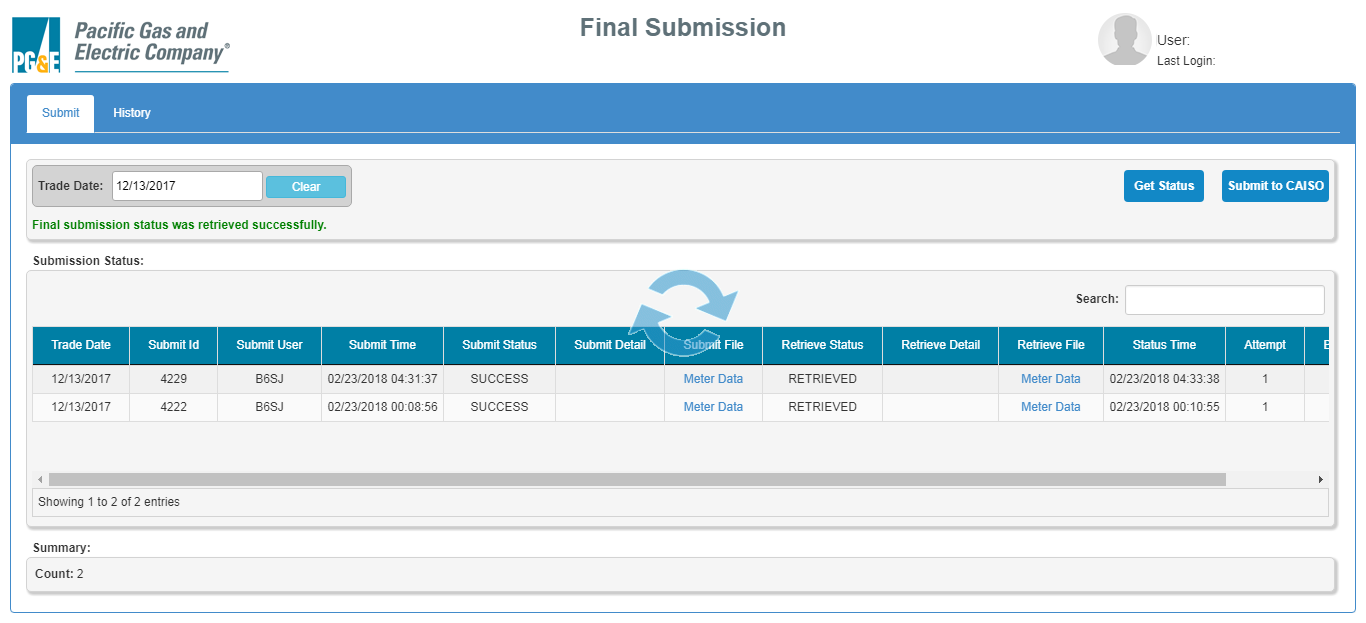 Pacific Gas and
Electric Company®
PG&E
Final Submission
User:
Last Login:
Submit History
Trade Date: 12/13/2017 Clear Get Status Submit to CAISO
Final submission status was retrieved successfully.
Submission Status:
Search:
Trade Date Submit Id Submit User Submit Time Submit Status Submit Detail Submit File Retrieve Status Retrieve Detail Retrieve File Status Time Attempt
12/13/2017 4229 B6SJ 02/23/2018 04:31:37 SUCCESS Meter Data RETRIEVED Meter Data 02/23/2018 04:33:38 1
12/13/2017 4222 B6SJ 02/23/2018 00:08:56 SUCCESS Meter Data RETRIEVED Meter Data 02/23/2018 00:10:55 1
Showing 1 to 2 of 2 entries
Summary:
Count: 2